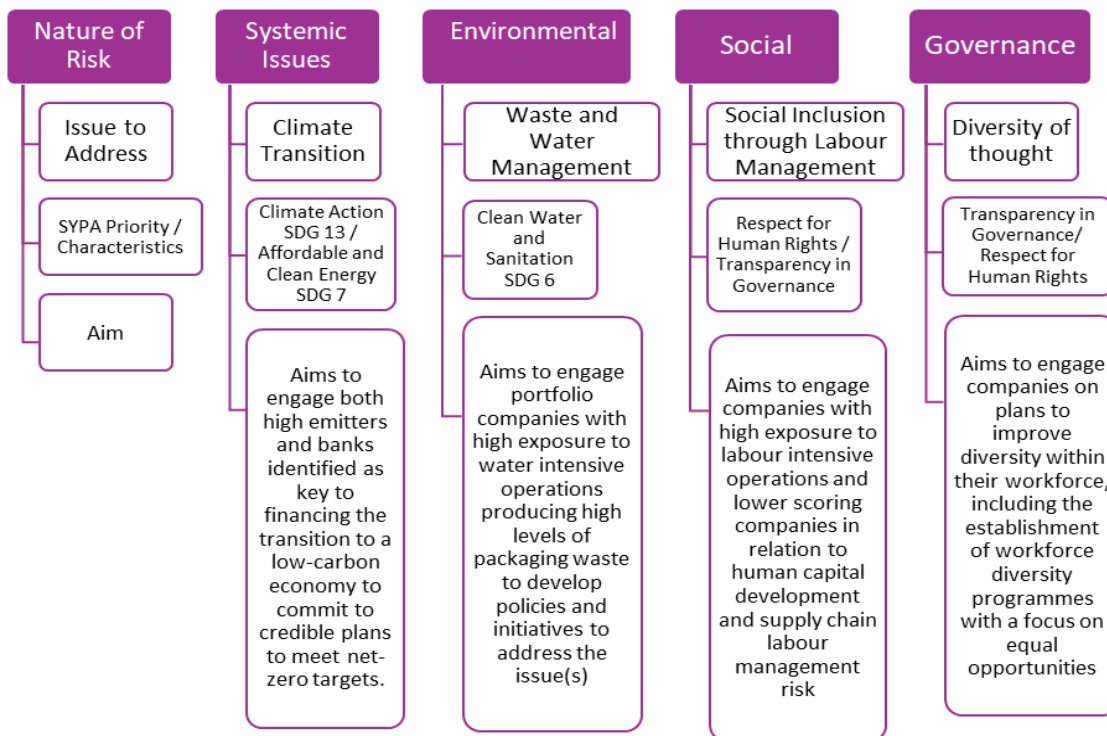 Nature of
Risk
Issue to
Address
SYPA Priority /
Characteristics
Aim
Systemic
Issues
Climate
Transition
Climate Action
SDG 13 /
Affordable and
Clean Energy
SDG 7
Aims to
engage both
high emitters
and banks
identified as
key to
financing the
transition to a
low-carbon
economy to
commit to
credible plans
to meet net-
zero targets.
Environmental
Waste and
Water
Management
Clean Water
and
Sanitation
SDG 6
Aims to engage
portfolio
companies with
high exposure to
water intensive
operations
producing high
levels of
packaging waste
to develop
policies and
initiatives to
address the
issue(s)
Social
Social Inclusion
through Labour
Management
Respect for
Human Rights /
Transparency in
Governance
Aims to engage
companies with
high exposure to
labour intensive
operations and
lower scoring
companies in
relation to
human capital
development
and supply chain
labour
management
risk
Governance
Diversity of
thought
Transparency in
Governance/
Respect for
Human Rights
Aims to engage
companies on
plans to
improve
diversity within
their workforce,
including the
establishment
of workforce
diversity
programmes
with a focus on
equal
opportunities